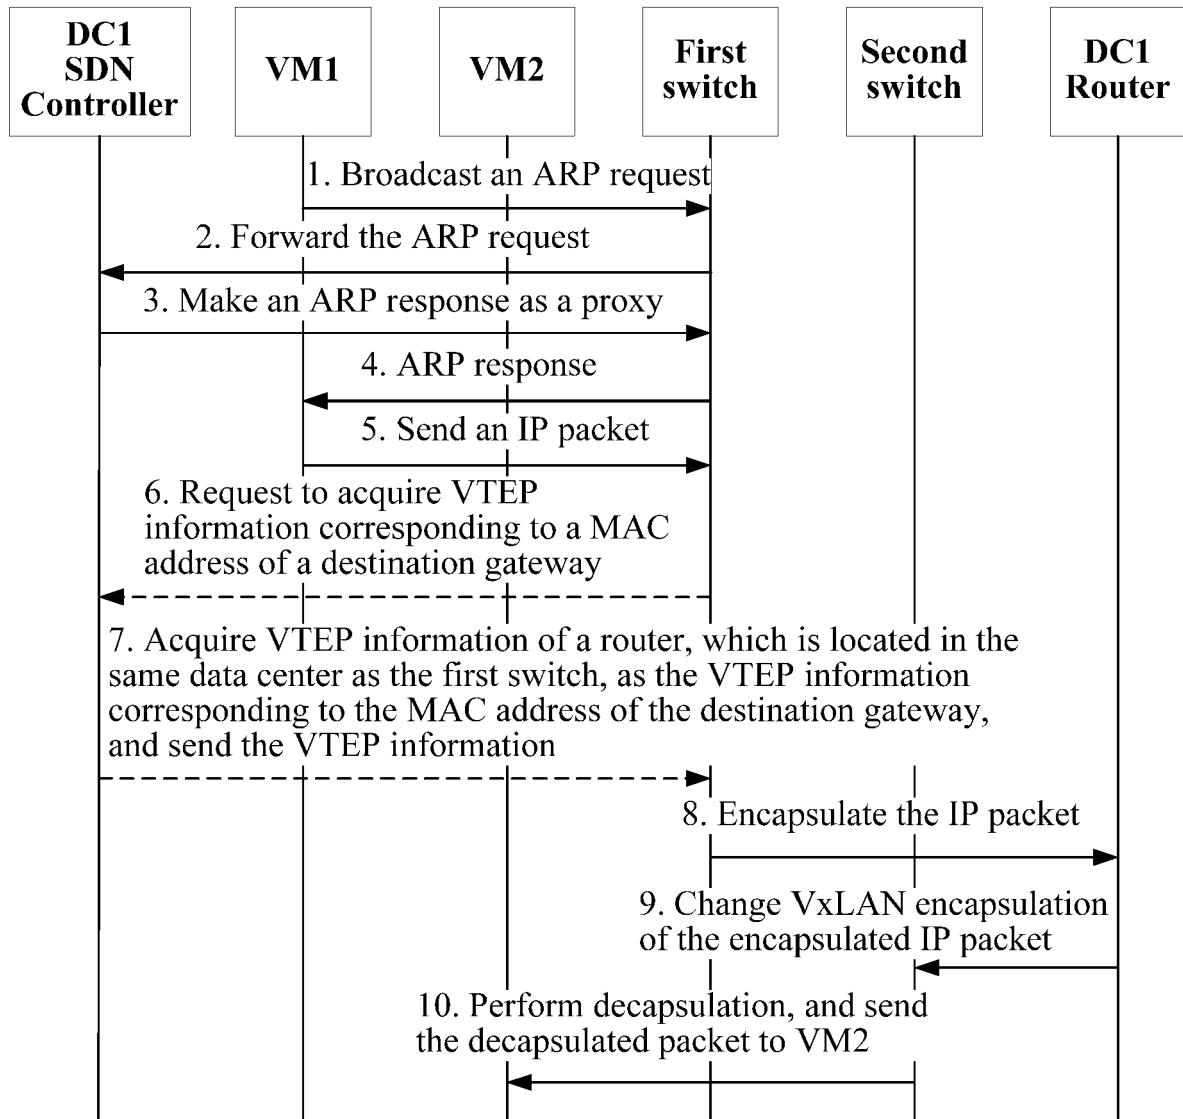 DC1
SDN
Controller
VM1
VM2
First
switch
Second
switch
DC1
Router
1. Broadcast an ARP request
2. Forward the ARP request
3. Make an ARP response as a proxy
4. ARP response
5. Send an IP packet
6. Request to acquire VTEP
information corresponding to a MAC
address of a destination gateway
7. Acquire VTEP information of a router, which is located in the
same data center as the first switch, as the VTEP information
corresponding to the MAC address of the destination gateway,
and send the VTEP information
8. Encapsulate the IP packet
9. Change VxLAN encapsulation
of the encapsulated IP packet
10. Perform decapsulation, and send
the decapsulated packet to VM2